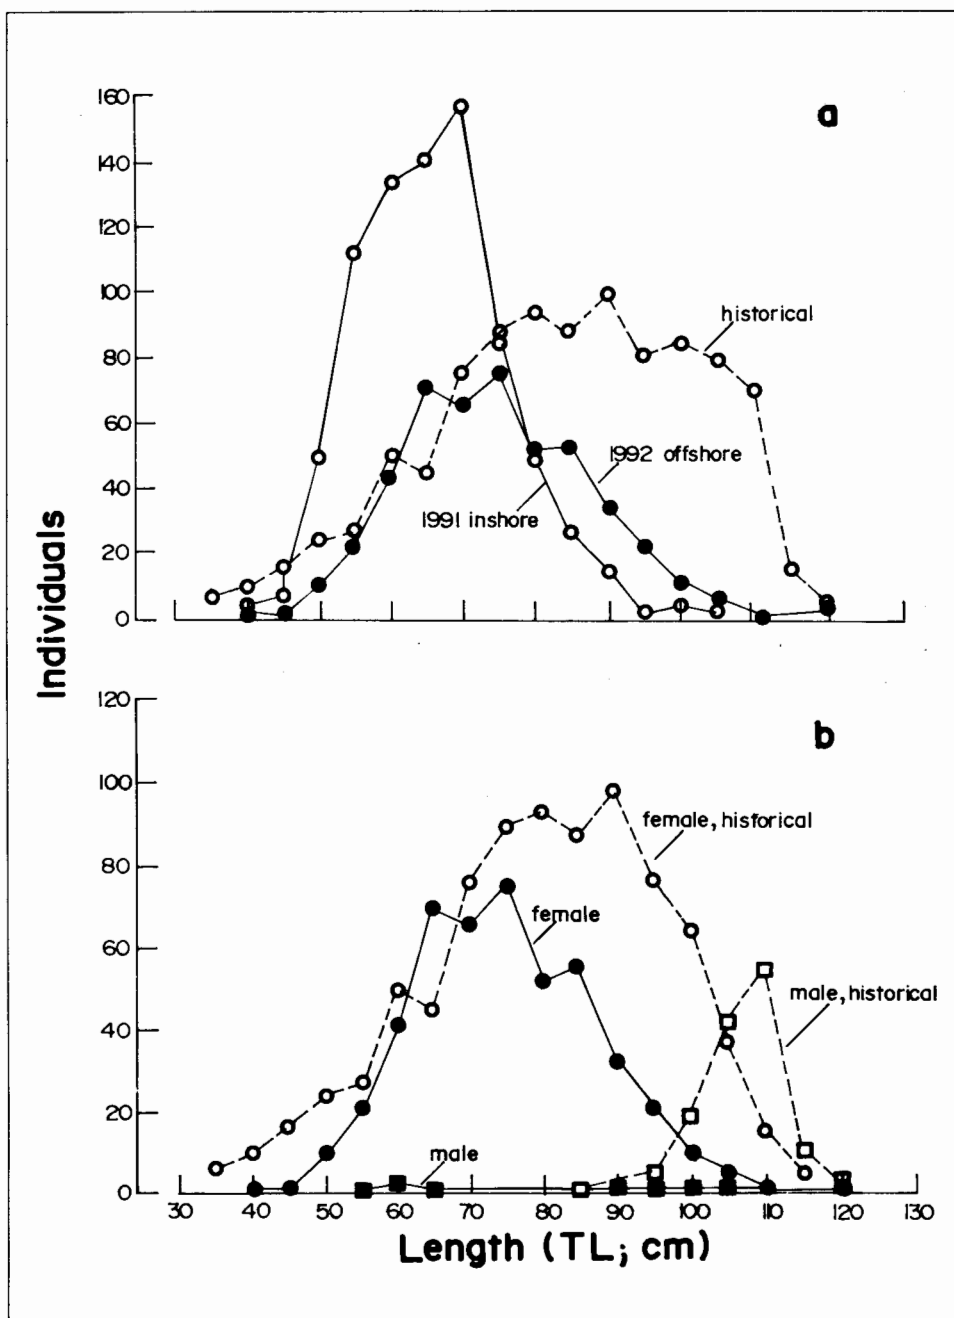 a
160
140
120
100
80
60
40
20
0
historical
1992 offshore
1991 inshore
Individuals
b
120
100
80
60
40
20
0
female, historical
female
male, historical
male
30 40 50 60 70 80 90 100 110 120 130
Length (TL; cm)